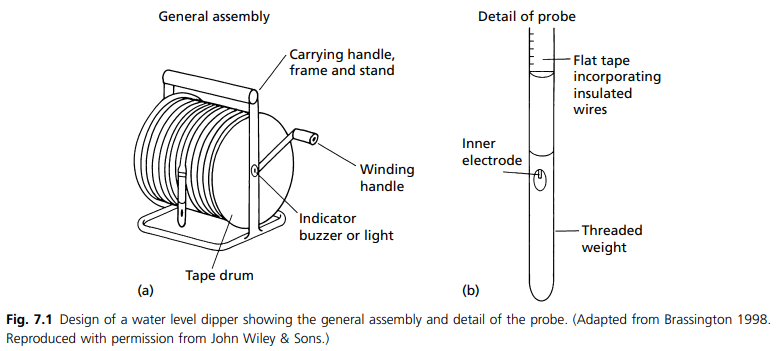 General assembly
Carrying handle,
frame and stand
Winding
handle
Indicator
buzzer or light
Tape drum
(a)
Detail of probe
Flat tape
incorporating
insulated
wires
Inner
electrode
Threaded
weight
(b)
Fig. 7.1 Design of a water level dipper showing the general assembly and detail of the probe. (Adapted from Brassington 1998.
Reproduced with permission from John Wiley & Sons.)